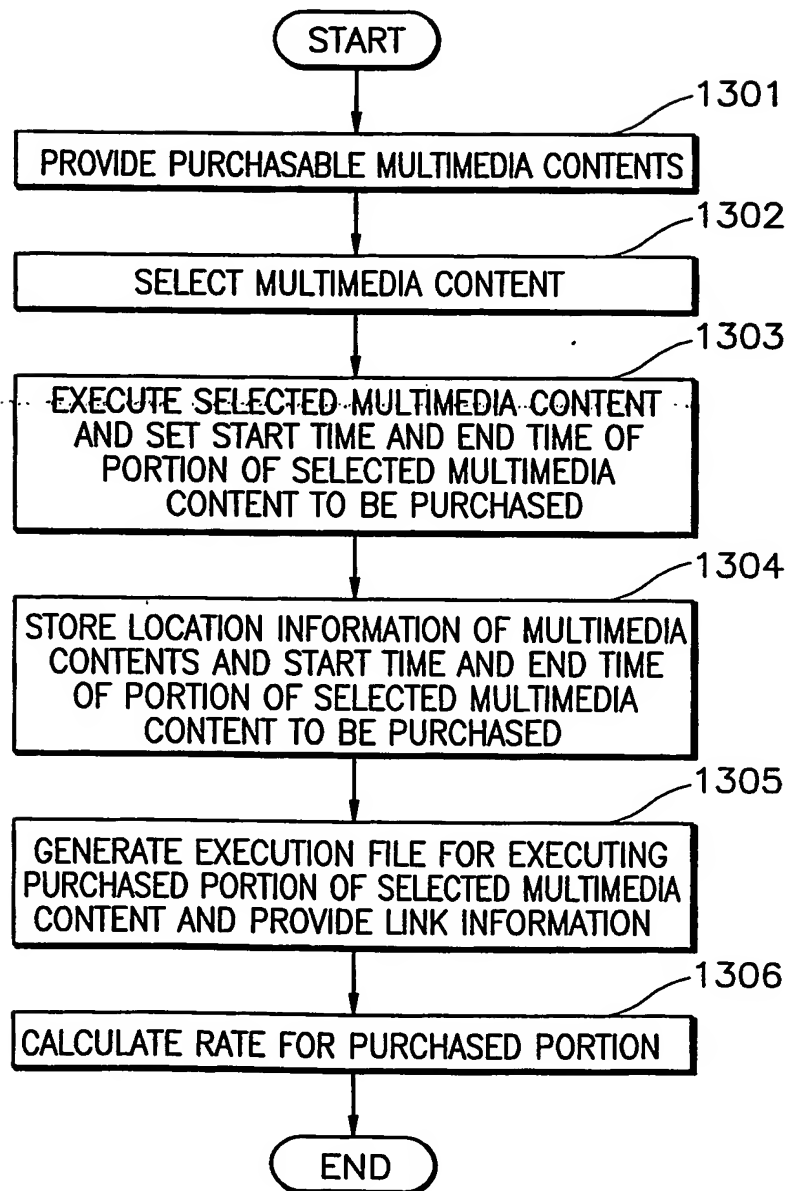 START
1301
PROVIDE PURCHASABLE MULTIMEDIA CONTENTS
1302
SELECT MULTIMEDIA CONTENT
1303
EXECUTE SELECTED MULTIMEDIA CONTENT
AND SET START TIME AND END TIME OF
PORTION OF SELECTED MULTIMEDIA
CONTENT TO BE PURCHASED
1304
STORE LOCATION INFORMATION OF MULTIMEDIA
CONTENTS AND START TIME AND END TIME
OF PORTION OF SELECTED MULTIMEDIA
CONTENT TO BE PURCHASED
1305
GENERATE EXECUTION FILE FOR EXECUTING
PURCHASED PORTION OF SELECTED MULTIMEDIA
CONTENT AND PROVIDE LINK INFORMATION
1306
CALCULATE RATE FOR PURCHASED PORTION
END